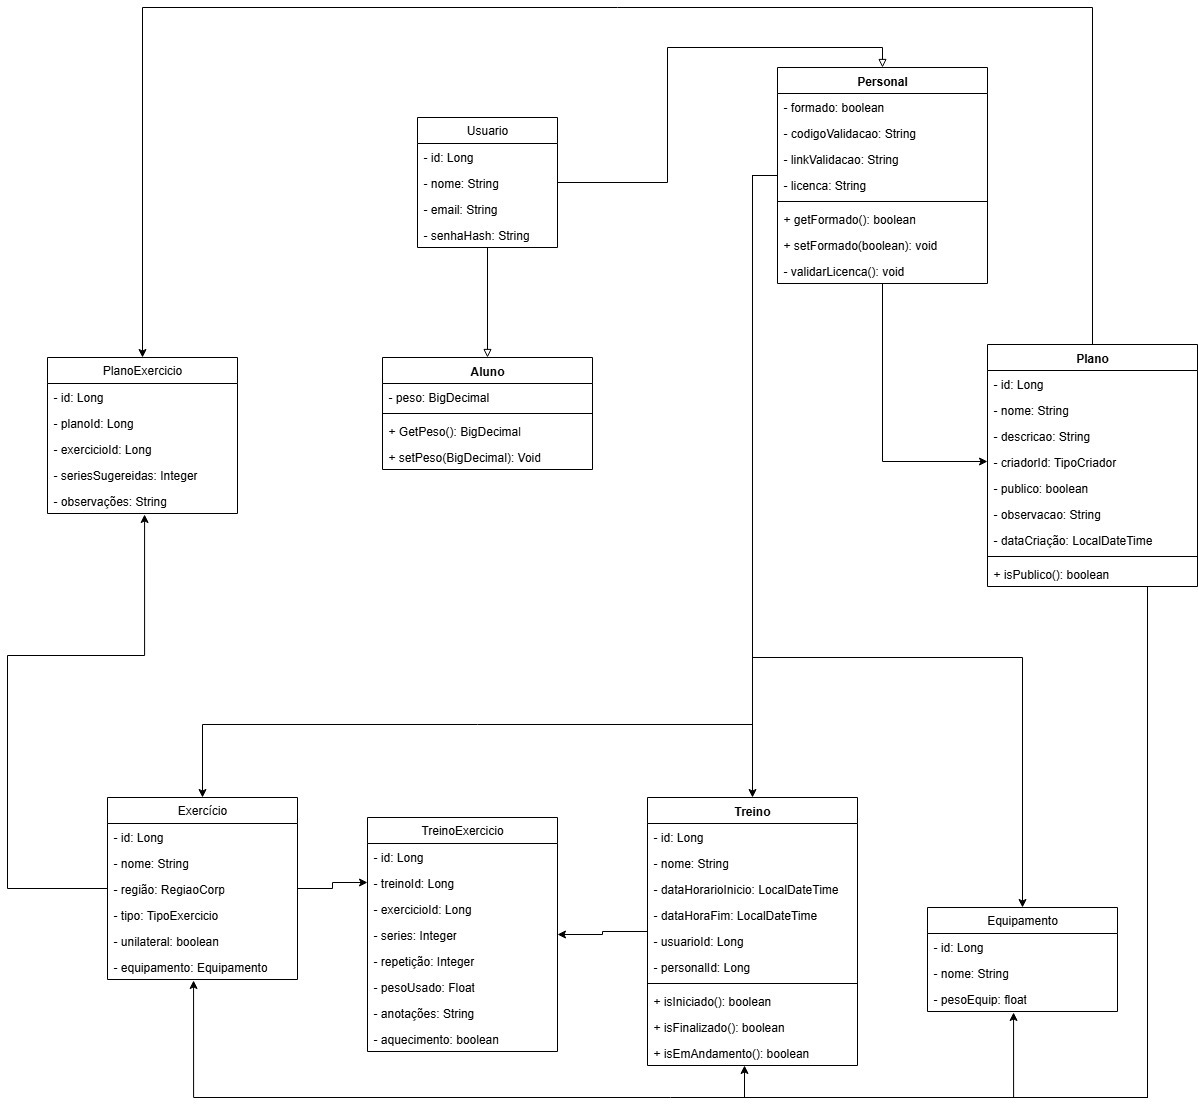 Personal
- formado: boolean
- codigoValidacao: String
- linkValidacao: String
- licenca: String
+ getFormado(): boolean
+ setFormado(boolean): void
- validarLicenca(): void
Usuario
- id: Long
- nome: String
- email: String
- senhaHash: String
PlanoExercicio
- id: Long
- planoId: Long
- exercicioId: Long
- seriesSugereidas: Integer
- observações: String
Aluno
- peso: BigDecimal
+ GetPeso(): BigDecimal
+ setPeso(BigDecimal): Void
Plano
- id: Long
- nome: String
- descricao: String
- criadorId: TipoCriador
- publico: boolean
- observacao: String
- dataCriação: LocalDateTime
+ isPublico(): boolean
Exercício
- id: Long
- nome: String
- região: RegiaoCorp
- tipo: TipoExercicio
- unilateral: boolean
- equipamento: Equipamento
TreinoExercicio
- id: Long
- treinoId: Long
- exercicioId: Long
- series: Integer
- repetição: Integer
- pesoUsado: Float
- anotações: String
- aquecimento: boolean
Treino
- id: Long
- nome: String
- dataHorarioInicio: LocalDateTime
- dataHoraFim: LocalDateTime
- usuarioId: Long
- personalId: Long
+ isIniciado(): boolean
+ isFinalizado(): boolean
+ isEmAndamento(): boolean
Equipamento
- id: Long
- nome: String
- pesoEquip: float